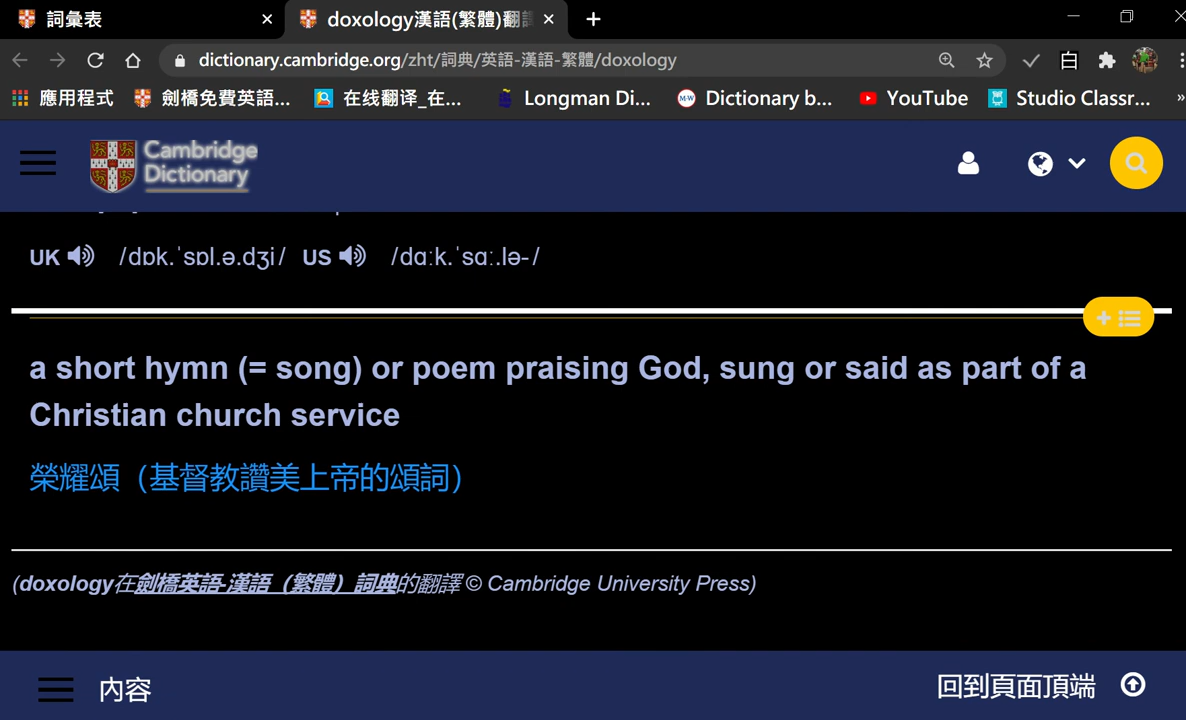 詞彙表
doxology漢語(繁體)翻譯
dictionary.cambridge.org/zht/詞典/英語-漢語-繁體/doxology
白
應用程式
劍橋免費英語...
在线翻译_在...
Longman Di...
M-W
Dictionary b...
YouTube
Studio Classr...
»
Cambridge
Dictionary
UK /dɒk.ˈsɒl.ə.dʒi/ US /dɑːk.ˈsɑː.lə-/
a short hymn (= song) or poem praising God, sung or said as part of a
Christian church service
榮耀頌（基督教讚美上帝的頌詞）
(doxology在劍橋英語-漢語（繁體）詞典的翻譯 © Cambridge University Press)
內容
回到頁面頂端